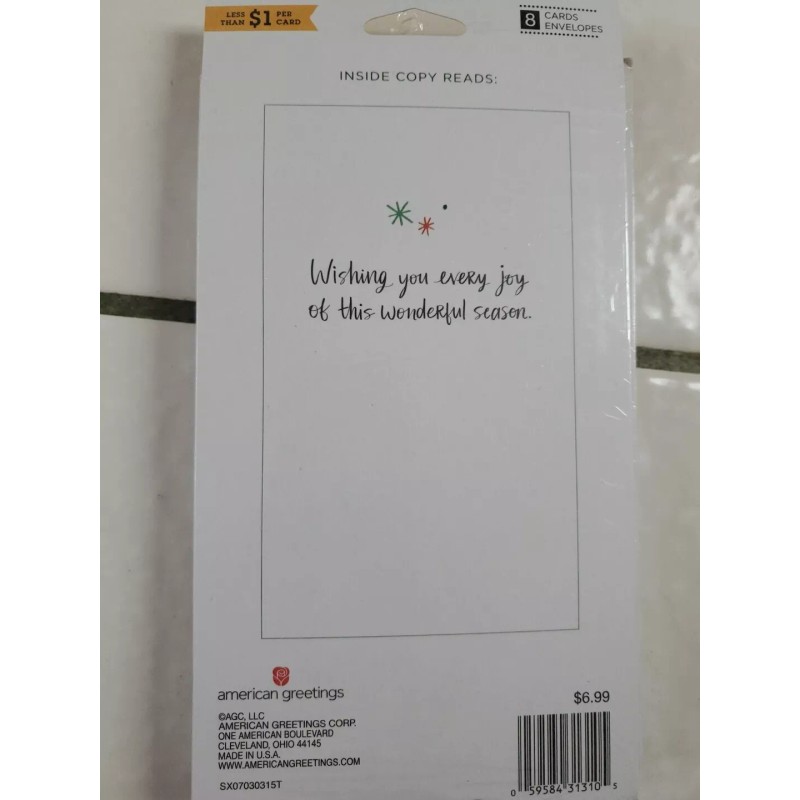 LESS THAN $1 PER CARD
8 CARDS ENVELOPES
INSIDE COPY READS:
Wishing you every joy
of this wonderful season.
american greetings
©AGC, LLC
AMERICAN GREETINGS CORP.
ONE AMERICAN BOULEVARD
CLEVELAND, OHIO 44145
MADE IN U.S.A.
WWW.AMERICANGREETINGS.COM
SX07030315T
$6.99
0 59584 31310 5